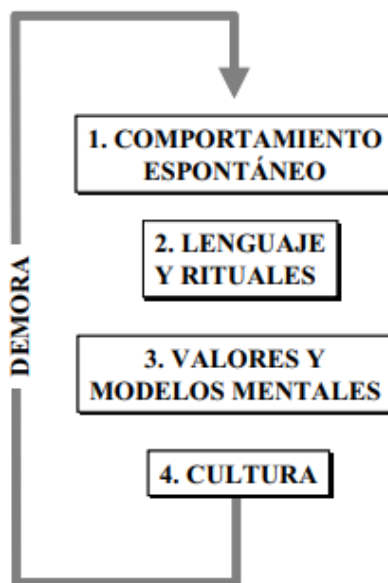 1. COMPORTAMIENTO
ESPONTÁNEO
2. LENGUAJE
Y RITUALES
DEMORA
3. VALORES Y
MODELOS MENTALES
4. CULTURA